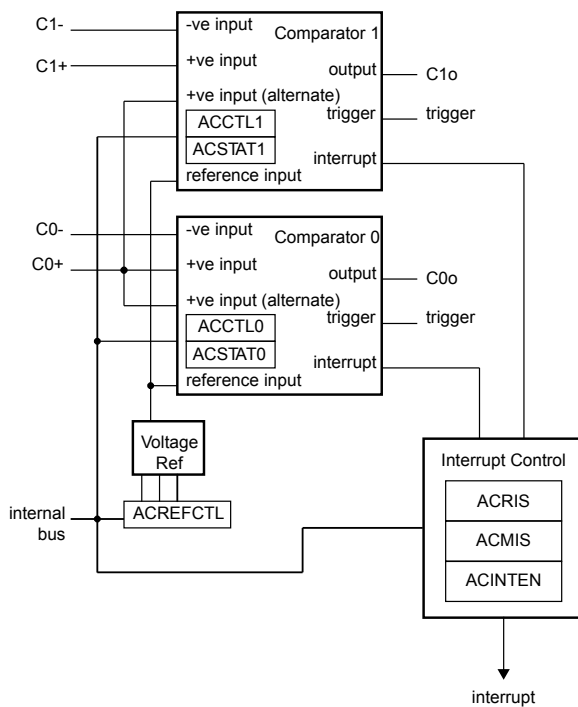 C1-
-ve input
Comparator 1
C1+
+ve input
output
C1o
+ve input (alternate)
trigger
trigger
ACCTL1
ACSTAT1
interrupt
reference input
C0-
-ve input
Comparator 0
C0+
+ve input
output
C0o
+ve input (alternate)
trigger
trigger
ACCTL0
ACSTAT0
interrupt
reference input
Voltage
Ref
Interrupt Control
internal
bus
ACREFCTL
ACRIS
ACMIS
ACINTEN
interrupt